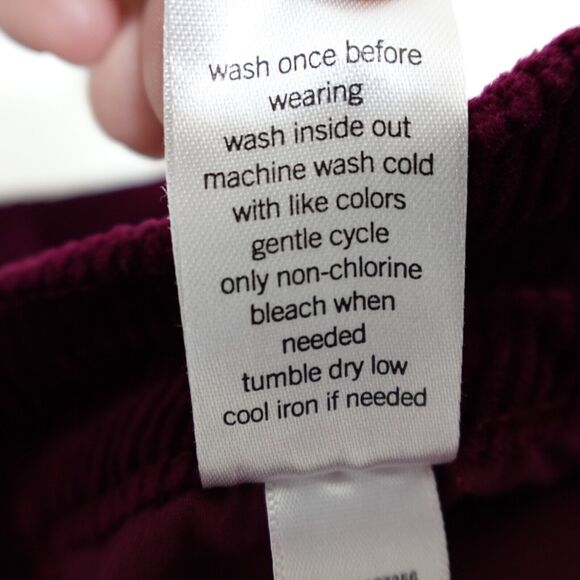 wash once before
wearing
wash inside out
machine wash cold
with like colors
gentle cycle
only non-chlorine
bleach when
needed
tumble dry low
cool iron if needed